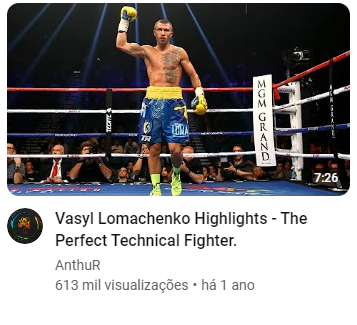 LOMA
MGM GRAND
7:26
Vasyl Lomachenko Highlights - The
Perfect Technical Fighter.
AnthuR
613 mil visualizações • há 1 ano